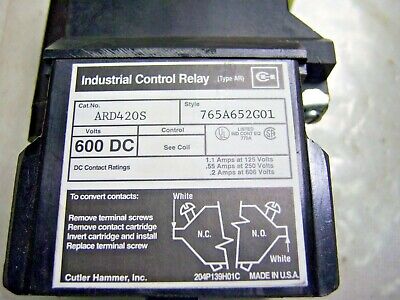 Industrial Control Relay (Type AR)
Cat No. Style
ARD420S 765A652G01
Volts Control
600 DC See Coil
UL LISTED IND CONT EQ 776A
DC Contact Ratings
1.1 Amps at 125 Volts
.55 Amps at 250 Volts
.2 Amps at 600 Volts
To convert contacts:
Remove terminal screws
Remove contact cartridge
Invert cartridge and install
Replace terminal screw
White
N.C. N.O.
White
204P139H01C
Cutler Hammer, Inc. MADE IN U.S.A.